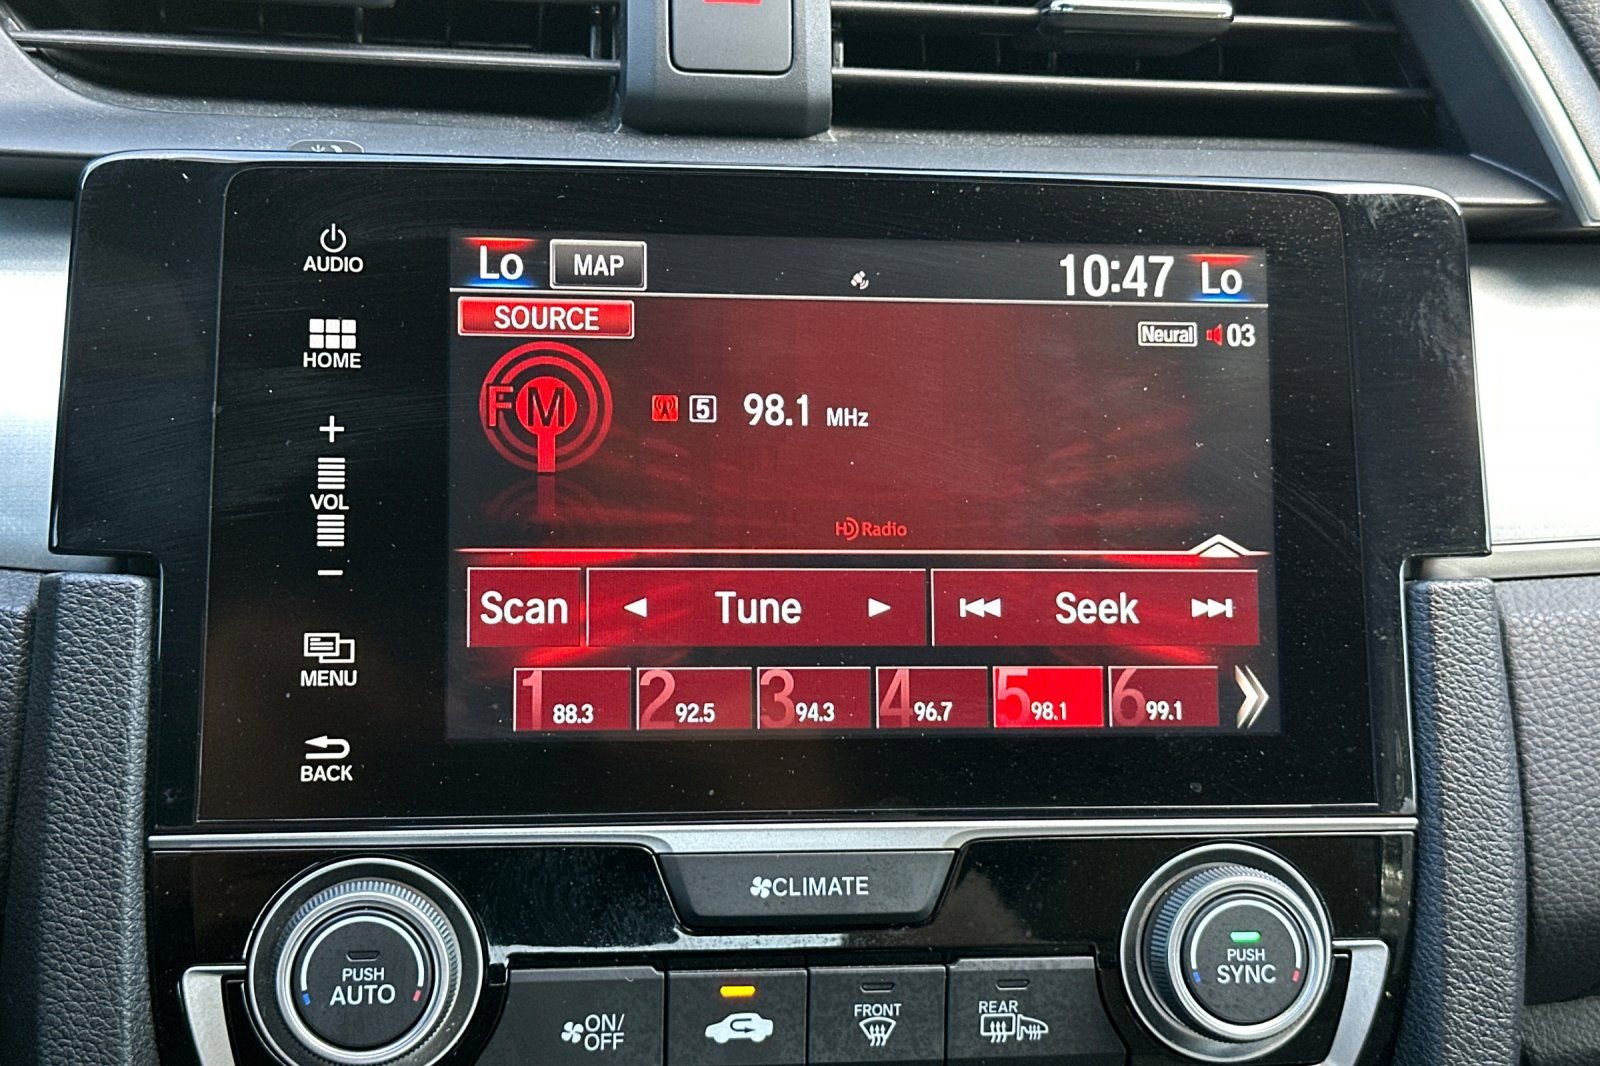 AUDIO
HOME
+
VOL
−
MENU
BACK
Lo MAP 10:47 Lo
SOURCE
Neural 03
FM 5 98.1 MHz
HD Radio
Scan Tune Seek
1 88.3 2 92.5 3 94.3 4 96.7 5 98.1 6 99.1
CLIMATE
PUSH
AUTO
ON/
OFF
FRONT
REAR
PUSH
SYNC